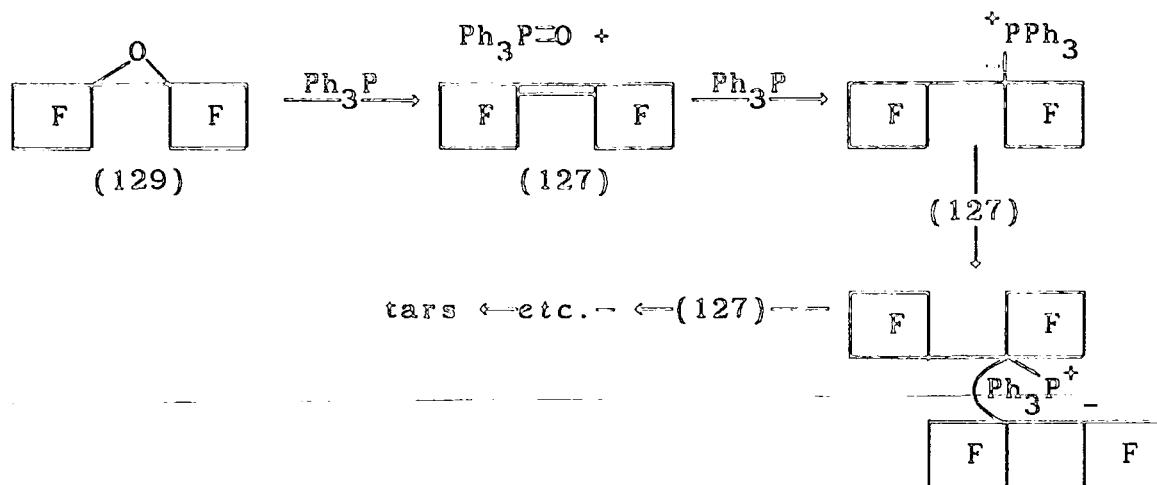 O
F F
(129)
Ph3P
Ph3P=O +
F F
(127)
Ph3P
+PPh3
F F
(127)
F F
Ph3P+
-
F F
(127)
etc.
tars